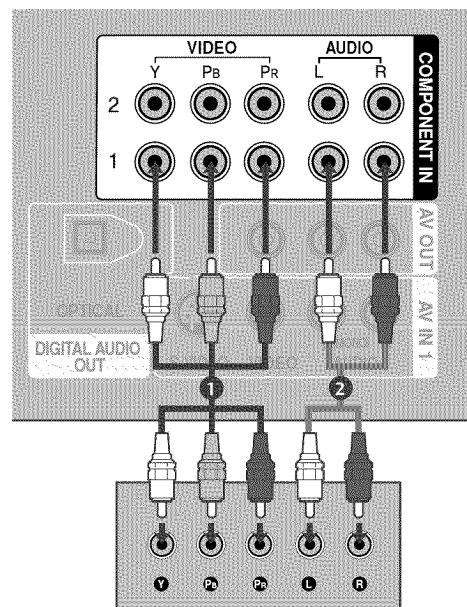 VIDEO AUDIO
Y PB PR L R
COMPONENT IN
2
1
AV OUT
OPTICAL
AV IN 1
DIGITAL AUDIO
OUT
1 2
Y PB PR L R